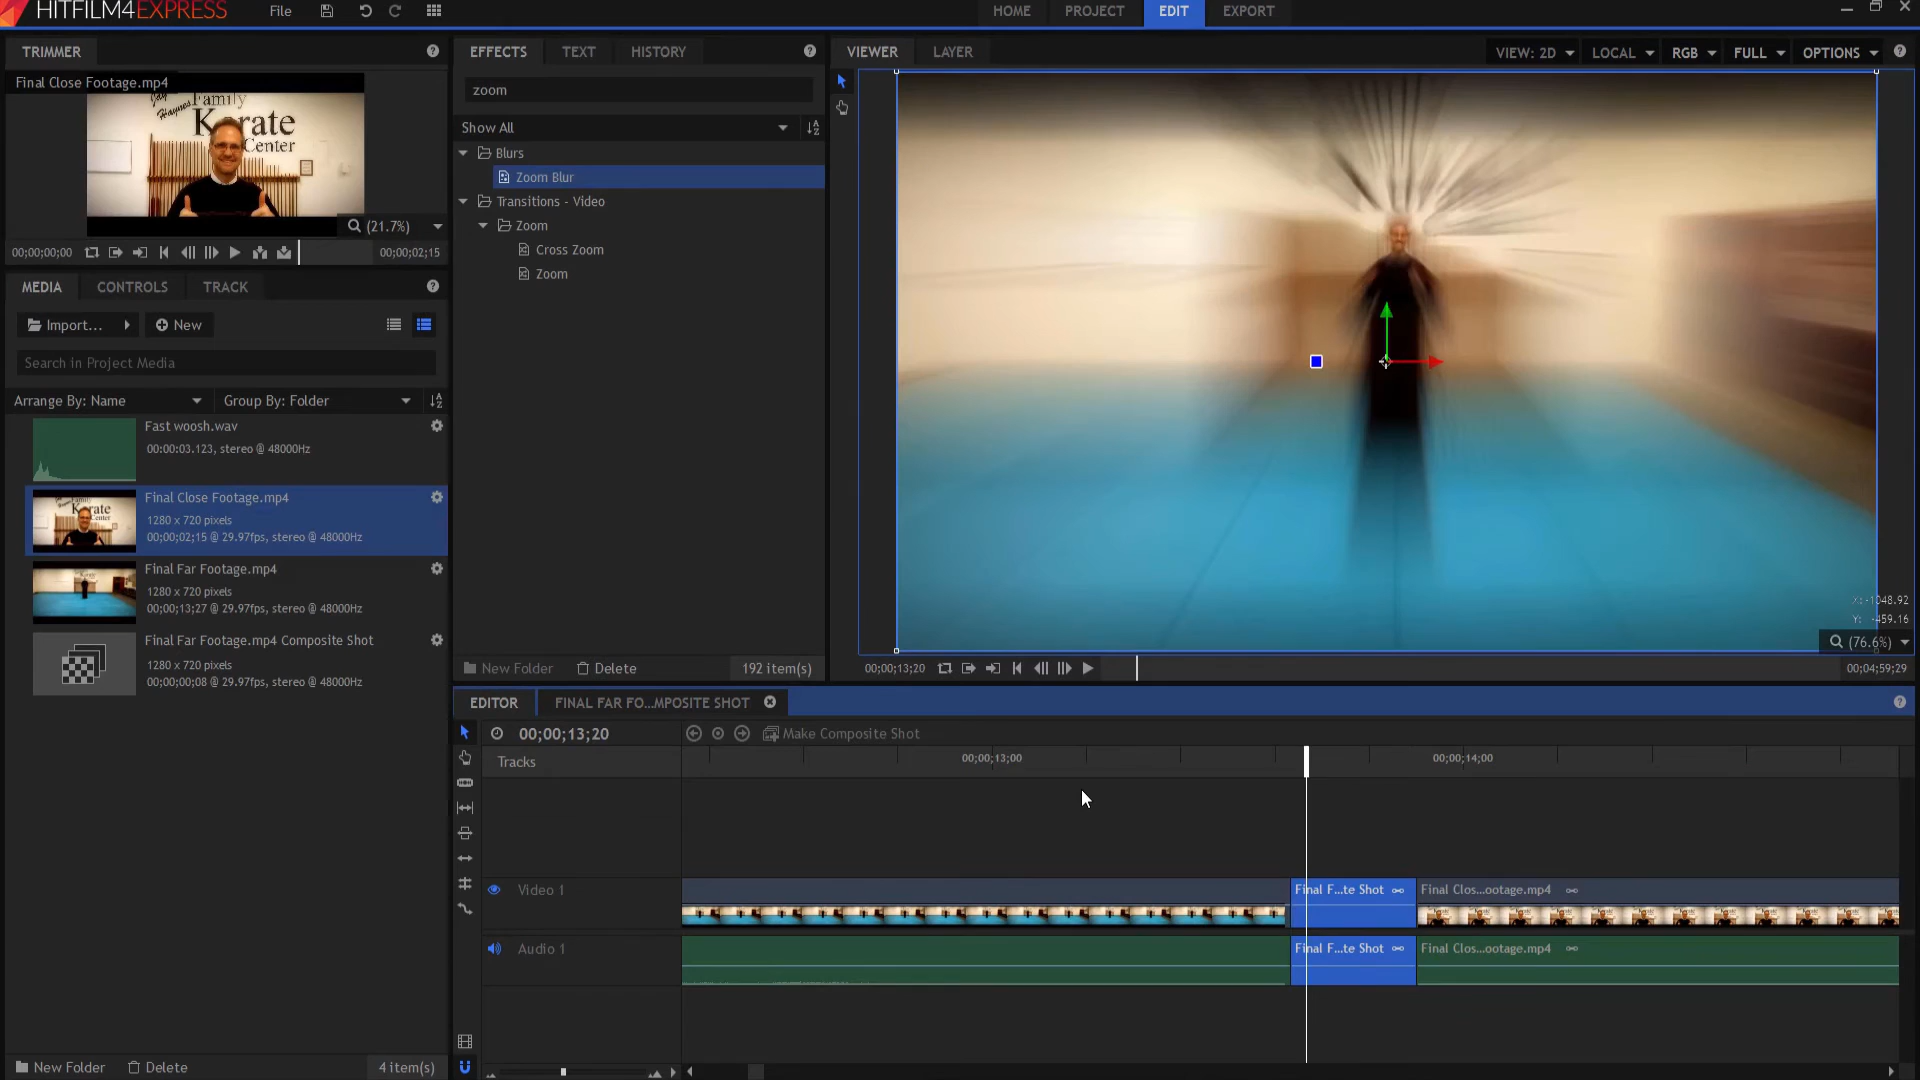 HITFILM4EXPRESS
File
HOME
PROJECT
EDIT
EXPORT
TRIMMER
Final Close Footage.mp4
Jay Haynes
Family
Karate
Center
(21.7%)
00;00;00;00
00;00;02;15
MEDIA
CONTROLS
TRACK
Import...
New
Search in Project Media
Arrange By: Name
Group By: Folder
Fast woosh.wav
00:00:03.123, stereo @ 48000Hz
Final Close Footage.mp4
1280 x 720 pixels
00;00;02;15 @ 29.97fps, stereo @ 48000Hz
Final Far Footage.mp4
1280 x 720 pixels
00;00;13;27 @ 29.97fps, stereo @ 48000Hz
Final Far Footage.mp4 Composite Shot
1280 x 720 pixels
00;00;00;08 @ 29.97fps, stereo @ 48000Hz
New Folder
Delete
4 item(s)
EFFECTS
TEXT
HISTORY
zoom
Show All
Blurs
Zoom Blur
Transitions - Video
Zoom
Cross Zoom
Zoom
New Folder
Delete
192 item(s)
VIEWER
LAYER
VIEW: 2D
LOCAL
RGB
FULL
OPTIONS
X: -1048.92
Y: -459.16
(76.6%)
00;00;13;20
00;04;59;29
EDITOR
FINAL FAR FO...MPOSITE SHOT
00;00;13;20
Make Composite Shot
Tracks
00;00;13;00
00;00;14;00
Video 1
Final F...te Shot
Final Clos...ootage.mp4
Audio 1
Final F...te Shot
Final Clos...ootage.mp4